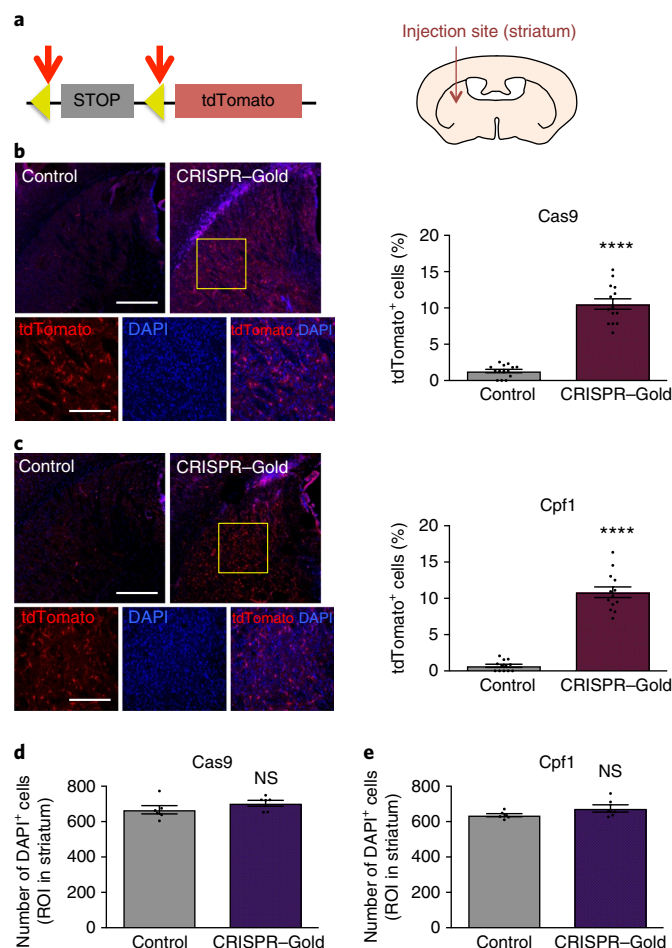 a
STOP
tdTomato
Injection site (striatum)
b
Control
CRISPR–Gold
tdTomato
DAPI
tdTomato DAPI
Cas9
tdTomato⁺ cells (%)
20
15
10
5
0
****
Control
CRISPR–Gold
c
Control
CRISPR–Gold
tdTomato
DAPI
tdTomato DAPI
Cpf1
tdTomato⁺ cells (%)
20
15
10
5
0
****
Control
CRISPR–Gold
d
Cas9
Number of DAPI⁺ cells
(ROI in striatum)
800
600
400
200
0
NS
Control
CRISPR–Gold
e
Cpf1
Number of DAPI⁺ cells
(ROI in striatum)
800
600
400
200
0
NS
Control
CRISPR–Gold